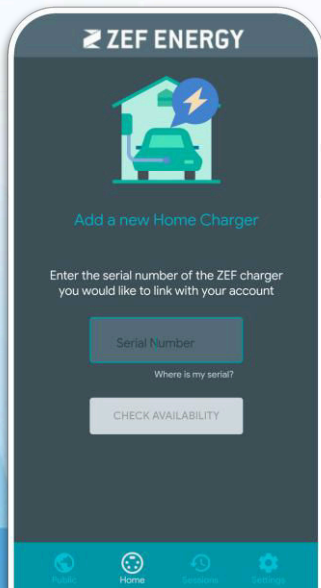 ZEF ENERGY
Add a new Home Charger
Enter the serial number of the ZEF charger
you would like to link with your account
Serial Number
Where is my serial?
CHECK AVAILABILITY
Public Home Sessions Settings